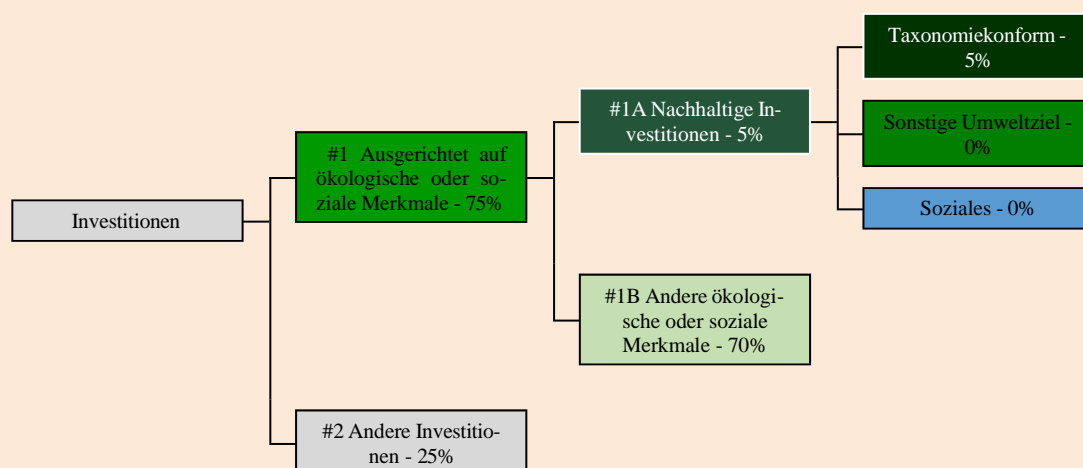 Investitionen
#1 Ausgerichtet auf
ökologische oder so-
ziale Merkmale - 75%
#2 Andere Investitio-
nen - 25%
#1A Nachhaltige In-
vestitionen - 5%
#1B Andere ökologi-
sche oder soziale
Merkmale - 70%
Taxonomiekonform -
5%
Sonstige Umweltziel -
0%
Soziales - 0%